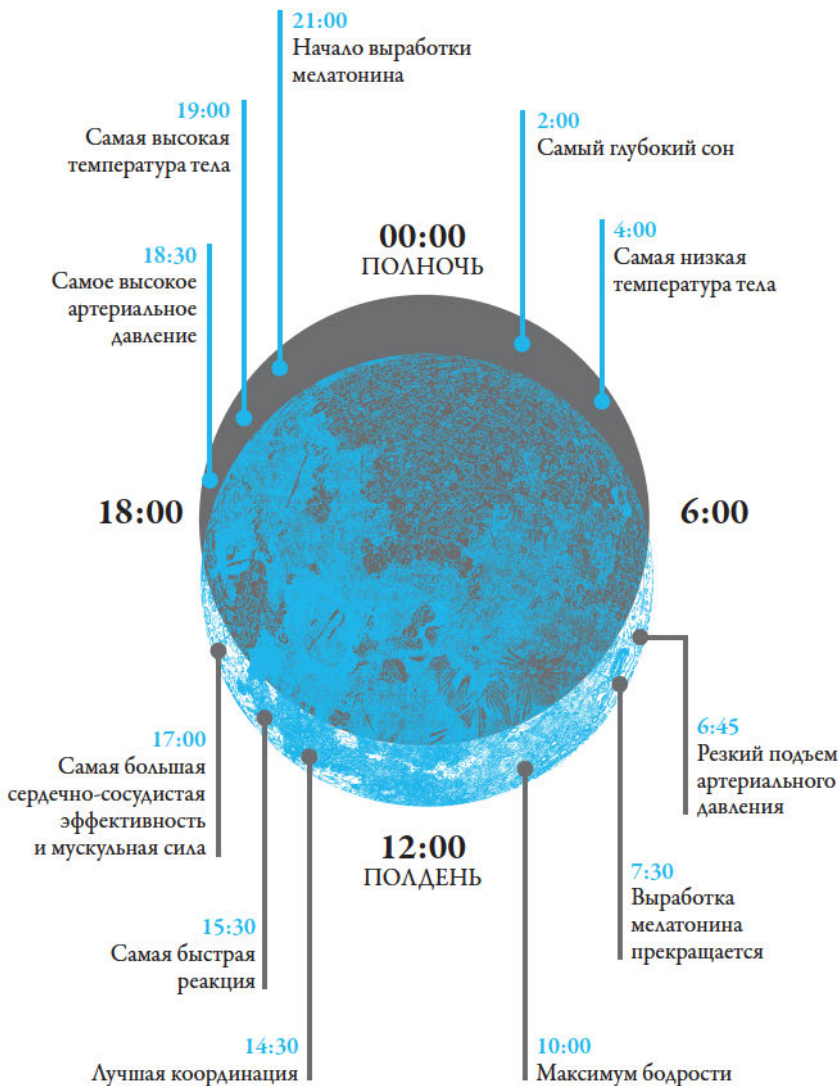 21:00
Начало выработки
мелатонина
19:00
Самая высокая
температура тела
2:00
Самый глубокий сон
00:00
ПОЛНОЧЬ
4:00
Самая низкая
температура тела
18:30
Самое высокое
артериальное
давление
18:00
6:00
17:00
Самая большая
сердечно-сосудистая
эффективность
и мускульная сила
6:45
Резкий подъем
артериального
давления
12:00
ПОЛДЕНЬ
7:30
Выработка
мелатонина
прекращается
15:30
Самая быстрая
реакция
14:30
Лучшая координация
10:00
Максимум бодрости